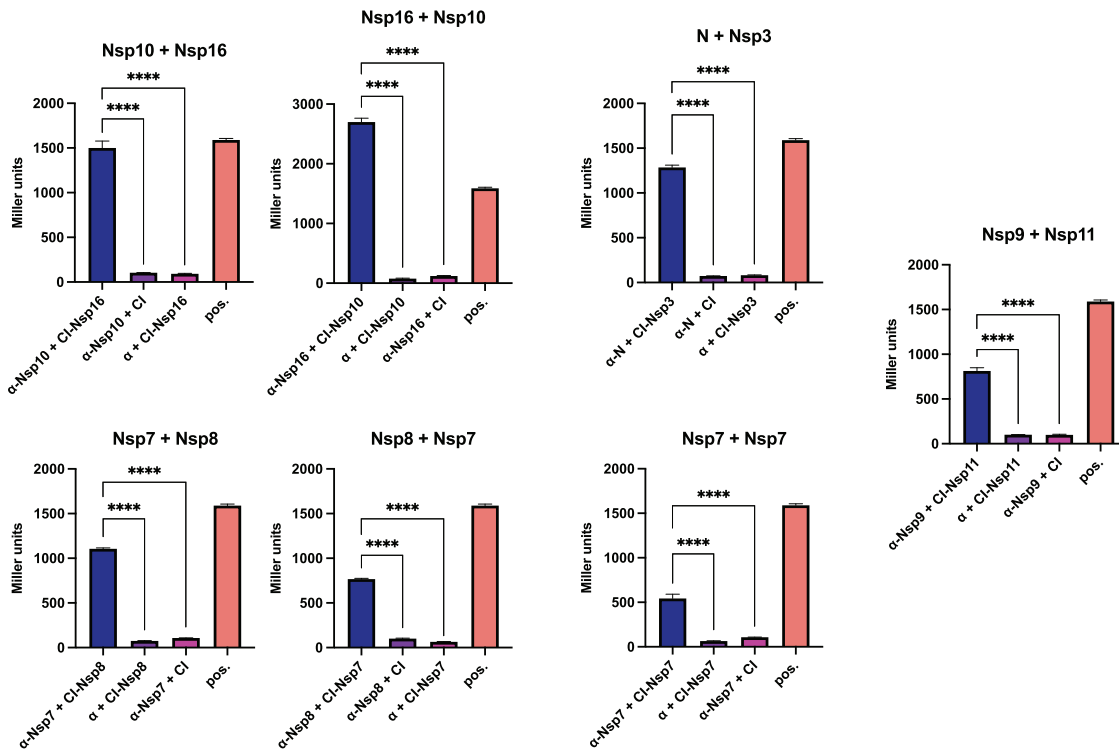 Nsp10 + Nsp16
****
****
2000
1500
1000
500
0
Miller units
α-Nsp10 + CI-Nsp16
α-Nsp10 + CI
α + CI-Nsp16
pos.
Nsp16 + Nsp10
****
****
3000
2000
3000
0
Miller units
α-Nsp16 + CI-Nsp10
α + CI-Nsp10
α-Nsp16 + CI
pos.
N + Nsp3
****
****
2000
1500
1000
500
0
Miller units
α-N + CI-Nsp3
α-N + CI
α + CI-Nsp3
pos.
Nsp9 + Nsp11
****
****
2000
1500
1000
500
0
Miller units
α-Nsp9 + CI-Nsp11
α + CI-Nsp11
α-Nsp9 + CI
pos.
Nsp7 + Nsp8
****
****
2000
1500
1000
500
0
Miller units
α-Nsp7 + CI-Nsp8
α + CI-Nsp8
α-Nsp7 + CI
pos.
Nsp8 + Nsp7
****
****
2000
1500
1000
500
0
Miller units
α-Nsp8 + CI-Nsp7
α-Nsp8 + CI
α + CI-Nsp7
pos.
Nsp7 + Nsp7
****
****
2000
1500
1000
500
0
Miller units
α-Nsp7 + CI-Nsp7
α + CI-Nsp7
α-Nsp7 + CI
pos.